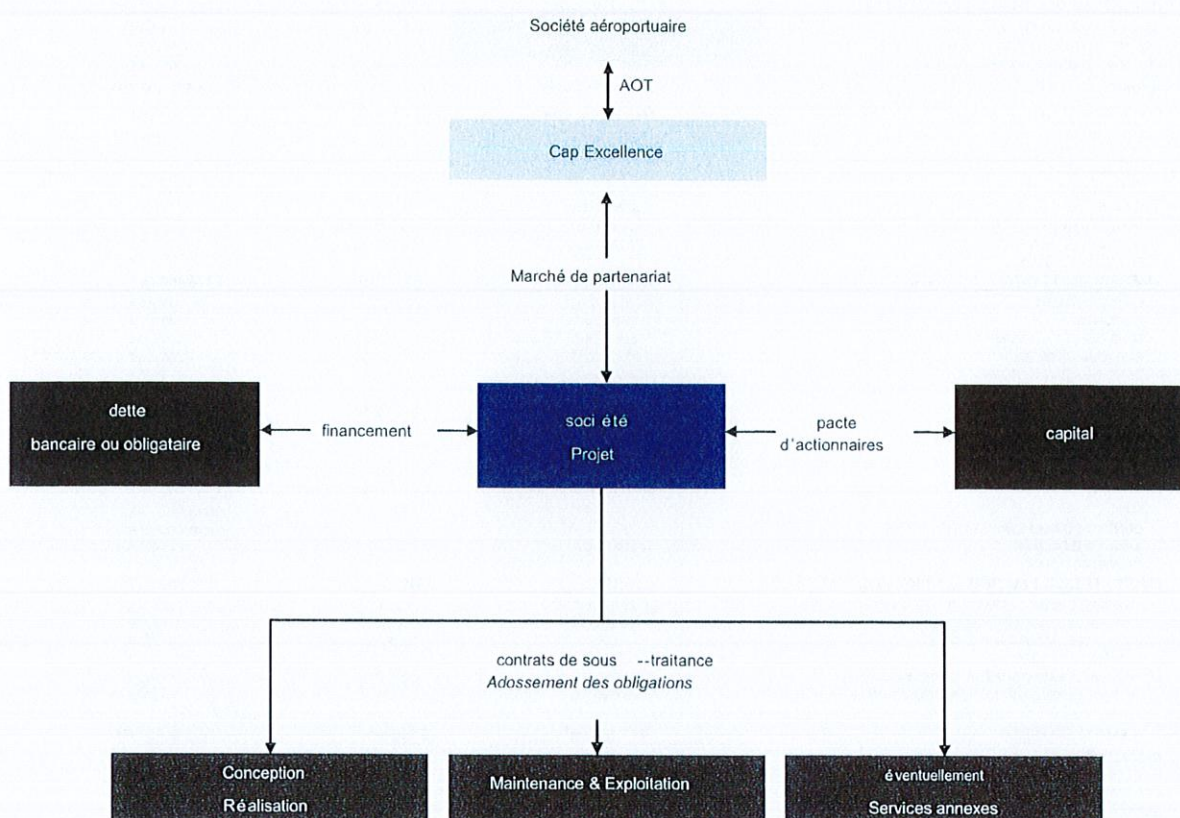 Société aéroportuaire
AOT
Cap Excellence
Marché de partenariat
dette
bancaire ou obligataire
financement
soci été
Projet
pacte
d'actionnaires
capital
contrats de sous --traitance
Adossement des obligations
Conception
Réalisation
Maintenance & Exploitation
éventuellement
Services annexes